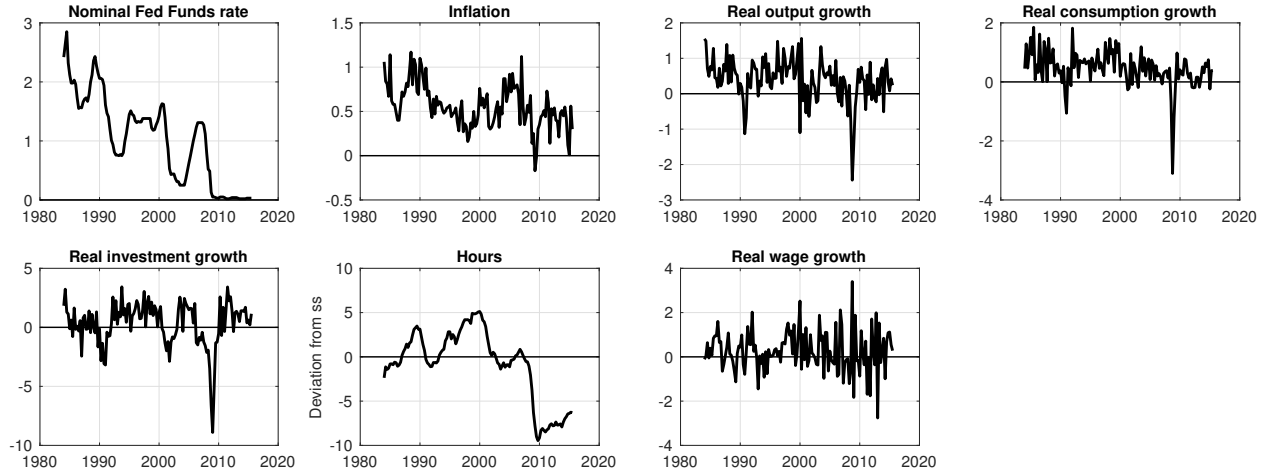 Nominal Fed Funds rate
3
2
1
0
1980 1990 2000 2010 2020
Inflation
1.5
1
0.5
0
-0.5
1980 1990 2000 2010 2020
Real output growth
2
1
0
-1
-2
-3
1980 1990 2000 2010 2020
Real consumption growth
2
0
-2
-4
1980 1990 2000 2010 2020
Real investment growth
5
0
-5
-10
1980 1990 2000 2010 2020
Hours
Deviation from ss
10
5
0
-5
-10
1980 1990 2000 2010 2020
Real wage growth
4
2
0
-2
-4
1980 1990 2000 2010 2020